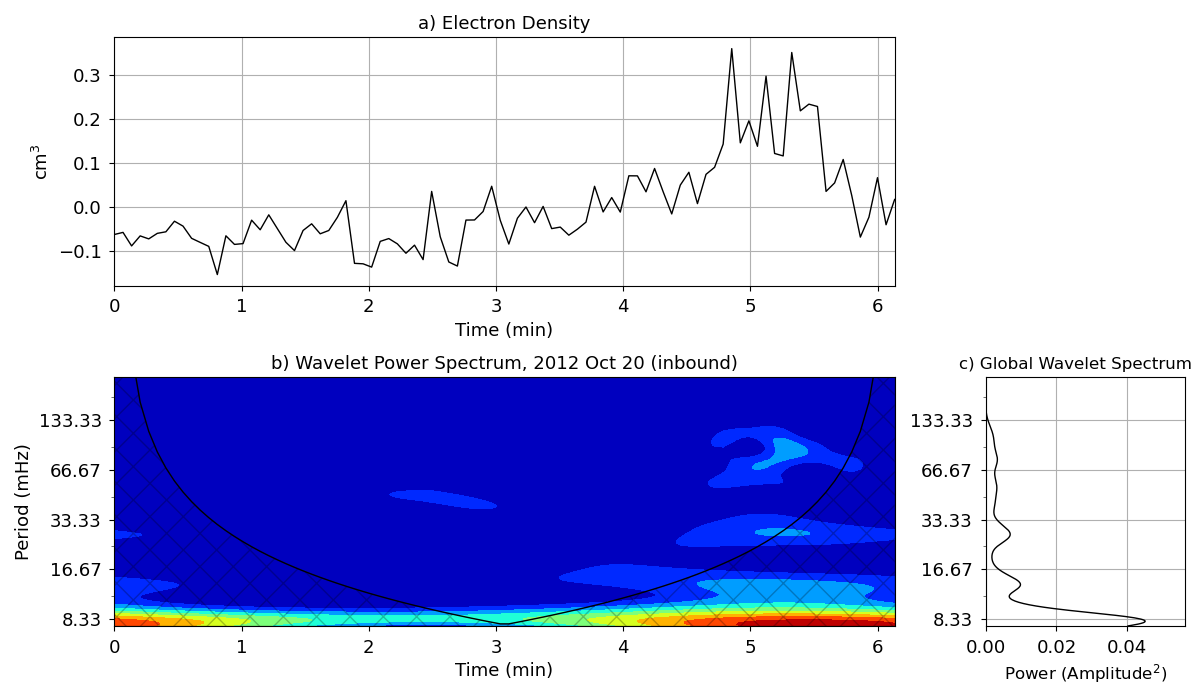 a) Electron Density
cm³
0.3
0.2
0.1
0.0
−0.1
0 1 2 3 4 5 6
Time (min)
b) Wavelet Power Spectrum, 2012 Oct 20 (inbound)
Period (mHz)
133.33
66.67
33.33
16.67
8.33
0 1 2 3 4 5 6
Time (min)
c) Global Wavelet Spectrum
133.33
66.67
33.33
16.67
8.33
0.00 0.02 0.04
Power (Amplitude²)